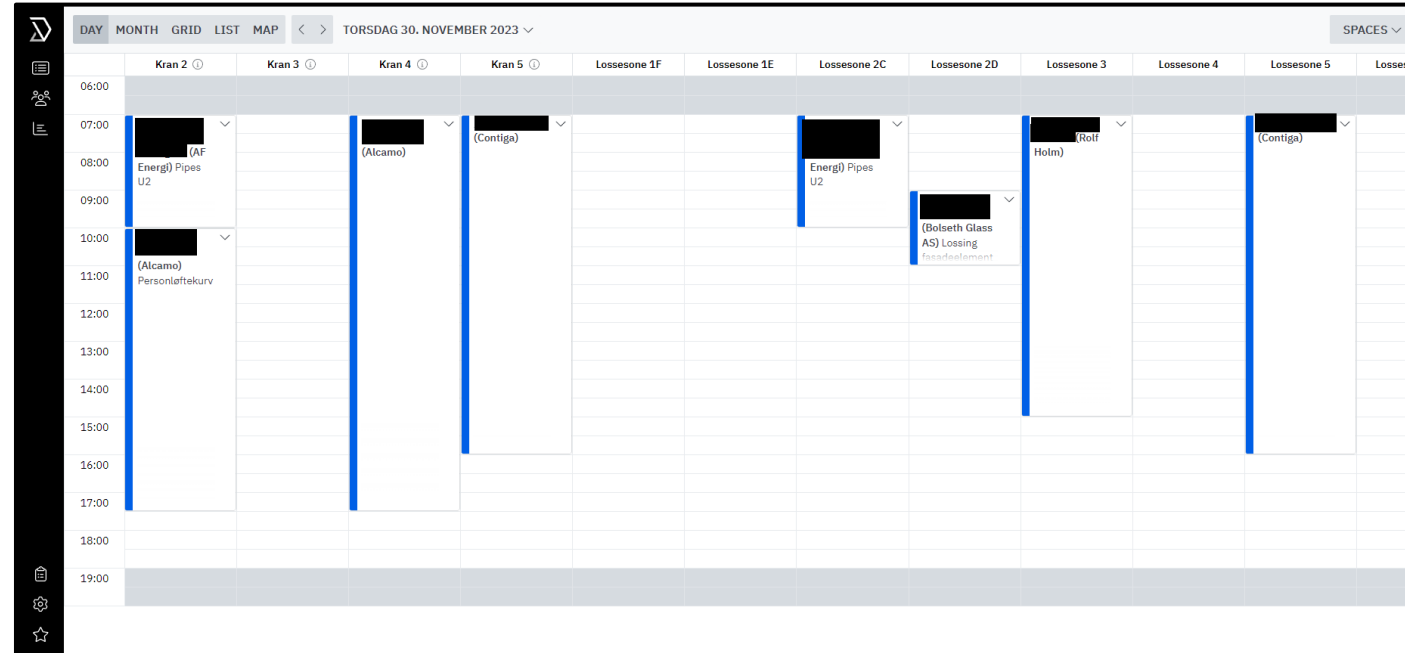 DAY MONTH GRID LIST MAP < > TORSDAG 30. NOVEMBER 2023 SPACES
Kran 2 Kran 3 Kran 4 Kran 5 Lossesone 1F Lossesone 1E Lossesone 2C Lossesone 2D Lossesone 3 Lossesone 4 Lossesone 5 Losses
06:00
07:00
(Contiga)
(Rolf
(Contiga)
(AF
(Alcamo)
Holm)
08:00
Energi) Pipes
Energi) Pipes
U2
U2
09:00
(Bolseth Glass
10:00
AS) Lossing
fasadeelement
(Alcamo)
11:00
Personløftekurv
12:00
13:00
14:00
15:00
16:00
17:00
18:00
19:00